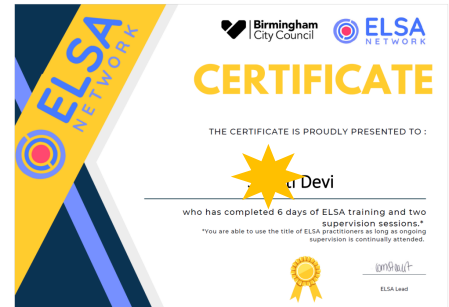 ELSA
NETWORK
Birmingham
City Council
ELSA
NETWORK
CERTIFICATE
THE CERTIFICATE IS PROUDLY PRESENTED TO :
Devi
who has completed 6 days of ELSA training and two
supervision sessions.*
*You are able to use the title of ELSA practitioners as long as ongoing
supervision is continually attended.
ELSA Lead